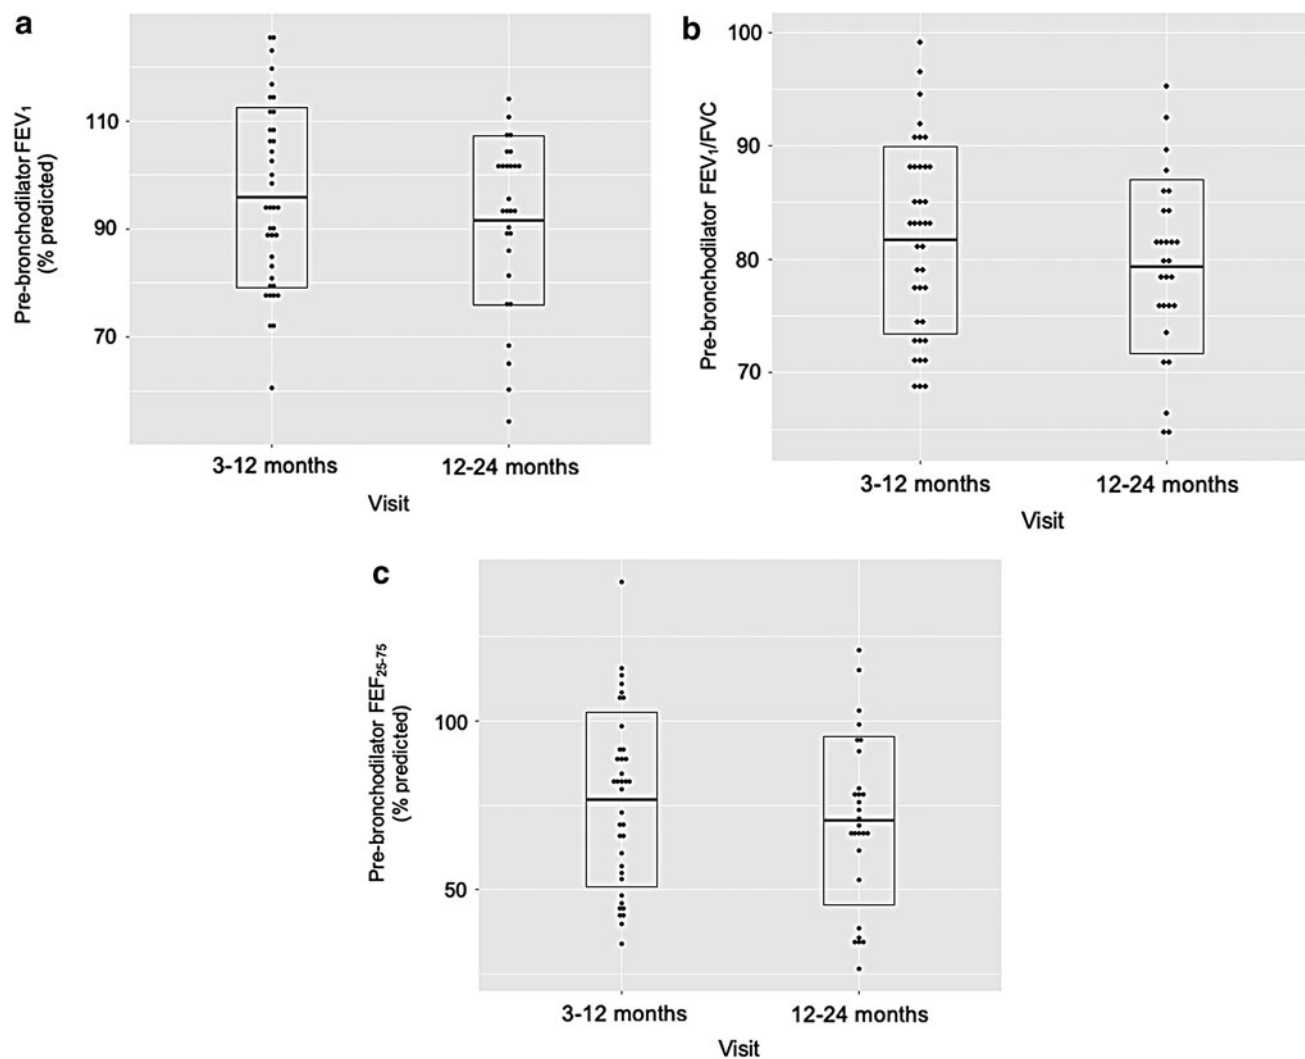 a
Pre-bronchodilator FEV₁
(% predicted)
110
90
70
3-12 months
12-24 months
Visit
b
Pre-bronchodilator FEV₁/FVC
100
90
80
70
3-12 months
12-24 months
Visit
c
Pre-bronchodilator FEF₂₅₋₇₅
(% predicted)
100
50
3-12 months
12-24 months
Visit